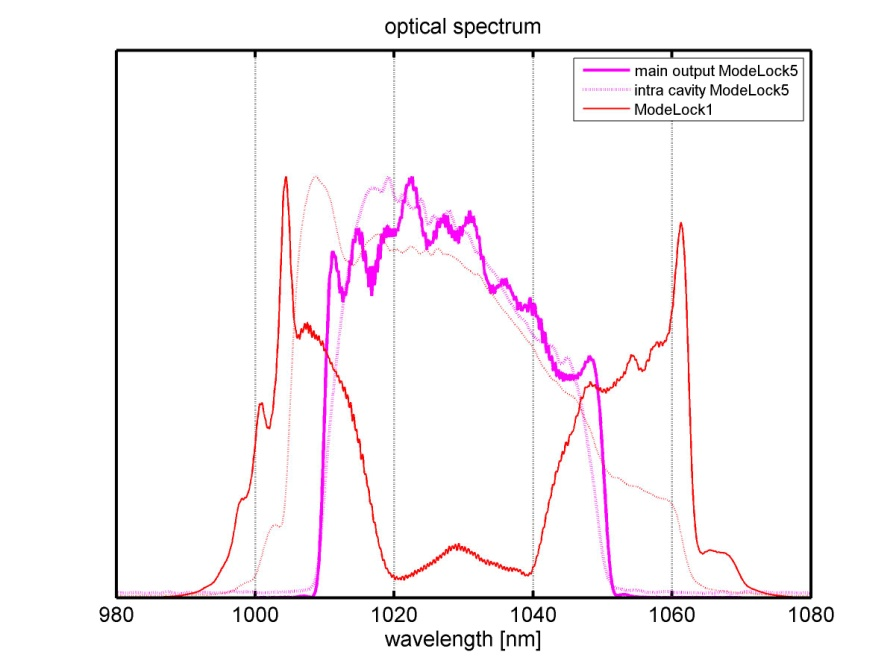 optical spectrum
main output ModeLock5
intra cavity ModeLock5
ModeLock1
980 1000 1020 1040 1060 1080
wavelength [nm]